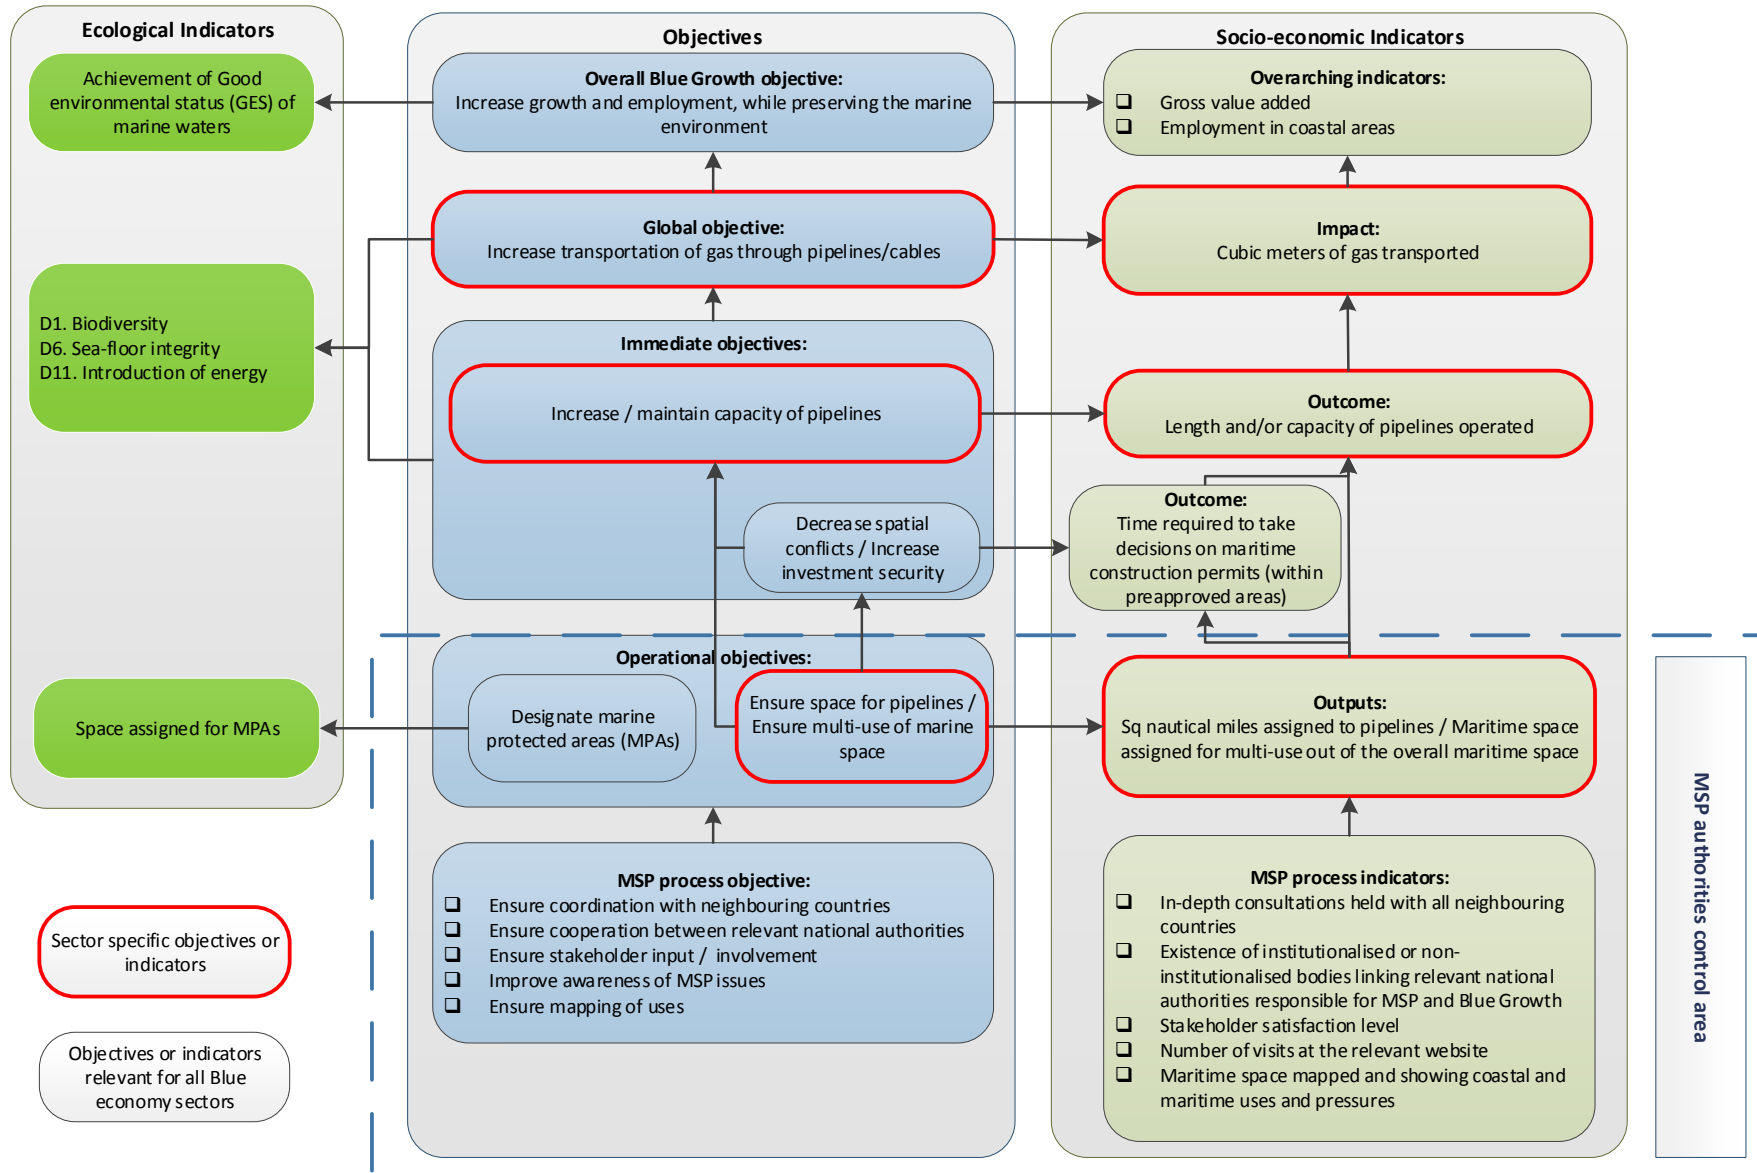 Ecological Indicators
Achievement of Good
environmental status (GES) of
marine waters
D1. Biodiversity
D6. Sea-floor integrity
D11. Introduction of energy
Space assigned for MPAs
Sector specific objectives or
indicators
Objectives or indicators
relevant for all Blue
economy sectors
Objectives
Overall Blue Growth objective:
Increase growth and employment, while preserving the marine
environment
Global objective:
Increase transportation of gas through pipelines/cables
Immediate objectives:
Increase / maintain capacity of pipelines
Decrease spatial
conflicts / Increase
investment security
Operational objectives:
Designate marine
protected areas (MPAs)
Ensure space for pipelines /
Ensure multi-use of marine
space
MSP process objective:
Ensure coordination with neighbouring countries
Ensure cooperation between relevant national authorities
Ensure stakeholder input / involvement
Improve awareness of MSP issues
Ensure mapping of uses
Socio-economic Indicators
Overarching indicators:
Gross value added
Employment in coastal areas
Impact:
Cubic meters of gas transported
Outcome:
Length and/or capacity of pipelines operated
Outcome:
Time required to take
decisions on maritime
construction permits (within
preapproved areas)
Outputs:
Sq nautical miles assigned to pipelines / Maritime space
assigned for multi-use out of the overall maritime space
MSP process indicators:
In-depth consultations held with all neighbouring
countries
Existence of institutionalised or non-
institutionalised bodies linking relevant national
authorities responsible for MSP and Blue Growth
Stakeholder satisfaction level
Number of visits at the relevant website
Maritime space mapped and showing coastal and
maritime uses and pressures
MSP authorities control area